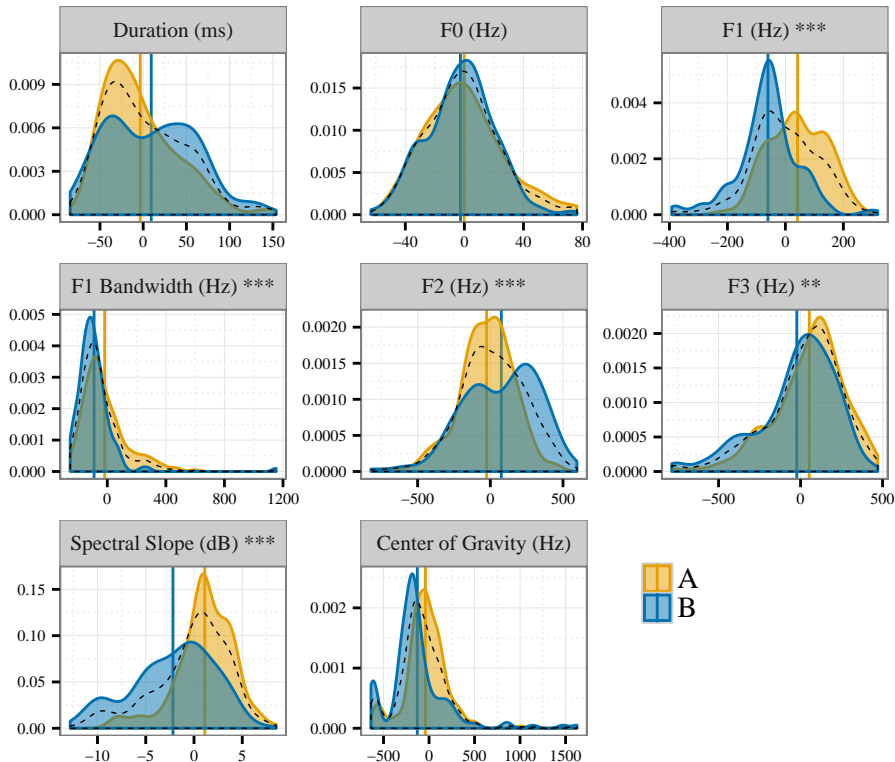 Duration (ms) F0 (Hz) F1 (Hz) ***
0.009
0.006
0.003
0.000
−50 0 50 100 150
0.015
0.010
0.005
0.000
−40 0 40 80
0.004
0.002
0.000
−400 −200 0 200
F1 Bandwidth (Hz) *** F2 (Hz) *** F3 (Hz) **
0.005
0.004
0.003
0.002
0.001
0.000
0 400 800 1200
0.0020
0.0015
0.0010
0.0005
0.0000
−500 0 500
0.0020
0.0015
0.0010
0.0005
0.0000
−500 0 500
Spectral Slope (dB) *** Center of Gravity (Hz)
0.15
0.10
0.05
0.00
−10 −5 0 5
0.002
0.001
0.000
−500 0 500 1000 1500
A
B